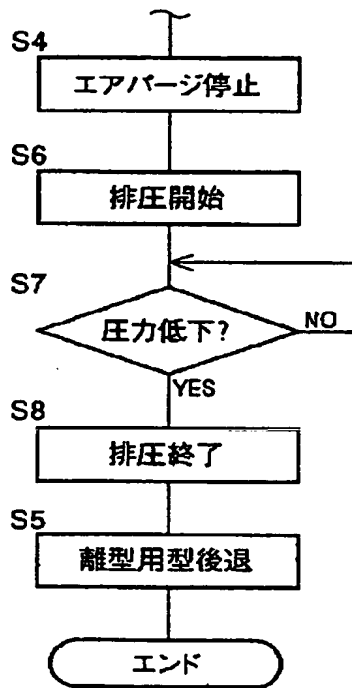 S4
エアパージ停止
S6
排圧開始
S7
圧力低下?
NO
YES
S8
排圧終了
S5
離型用型後退
エンド